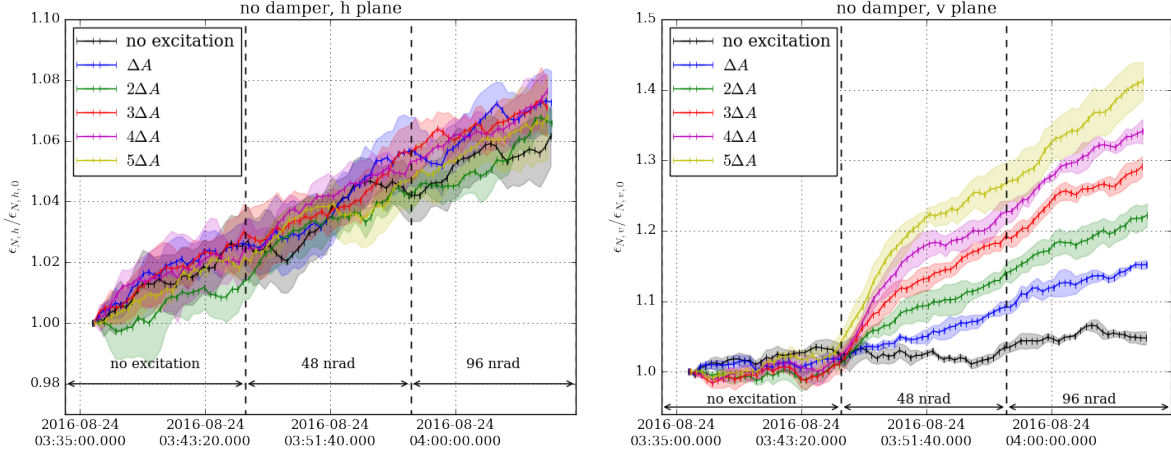 no damper, h plane
1.10
1.08
1.06
1.04
1.02
1.00
0.98
ϵN,h/ϵN,h,0
no excitation
ΔA
2ΔA
3ΔA
4ΔA
5ΔA
no excitation
48 nrad
96 nrad
2016-08-24
03:35:00.000
2016-08-24
03:43:20.000
2016-08-24
03:51:40.000
2016-08-24
04:00:00.000
no damper, v plane
1.5
1.4
1.3
1.2
1.1
1.0
ϵN,v/ϵN,v,0
no excitation
ΔA
2ΔA
3ΔA
4ΔA
5ΔA
no excitation
48 nrad
96 nrad
2016-08-24
03:35:00.000
2016-08-24
03:43:20.000
2016-08-24
03:51:40.000
2016-08-24
04:00:00.000